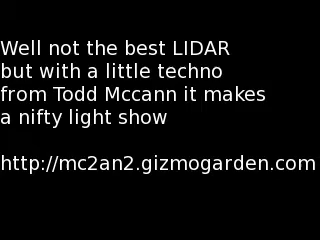 Well not the best LIDAR
but with a little techno
from Todd Mccann it makes
a nifty light show
http://mc2an2.gizmogarden.com